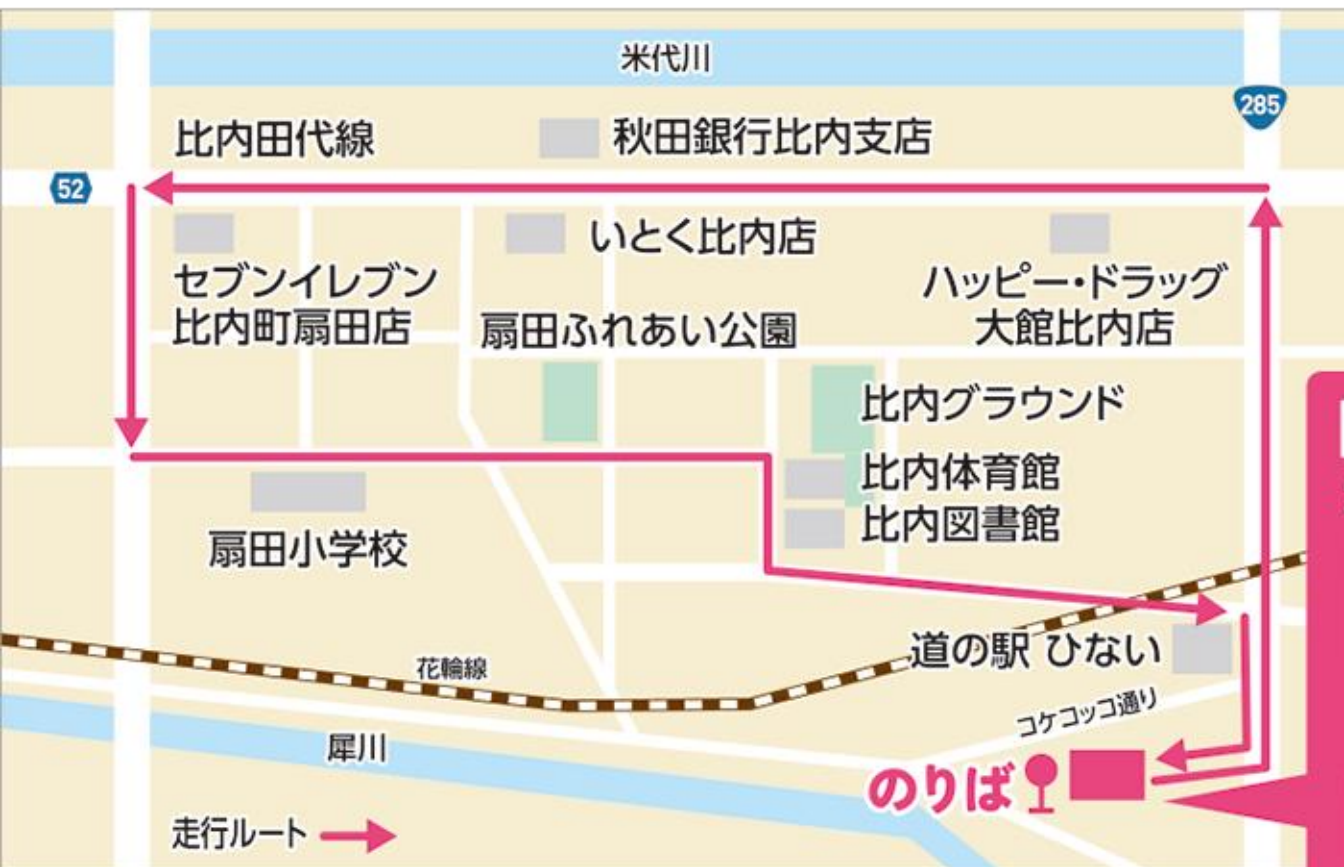 米代川
285
比内田代線
秋田銀行比内支店
52
いとく比内店
セブンイレブン
比内町扇田店
ハッピー・ドラッグ
大館比内店
扇田ふれあい公園
比内グラウンド
比内体育館
比内図書館
扇田小学校
道の駅 ひない
花輪線
コケコッコ通り
犀川
のりば
走行ルート